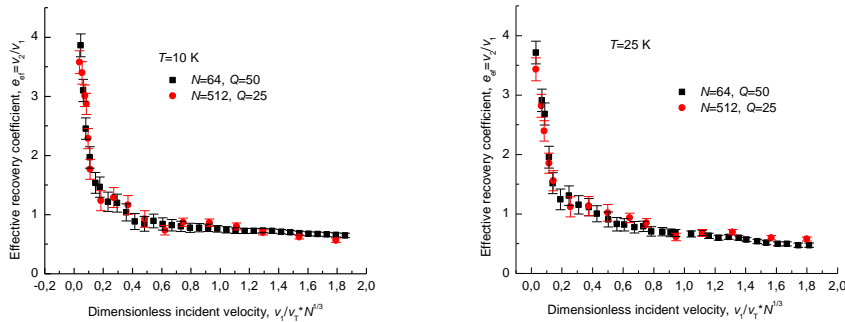 Effective recovery coefficient, e_ef=v_2/v_1
4
3
2
1
0
T=10 K
N=64, Q=50
N=512, Q=25
-0,2 0,0 0,2 0,4 0,6 0,8 1,0 1,2 1,4 1,6 1,8 2,0
Dimensionless incident velocity, v_1/v_T*N^1/3
Effective recovery coefficient, e_ef=v_2/v_1
4
3
2
1
0
T=25 K
N=64, Q=50
N=512, Q=25
0,0 0,2 0,4 0,6 0,8 1,0 1,2 1,4 1,6 1,8 2,0
Dimensionless incident velocity, v_1/v_T*N^1/3